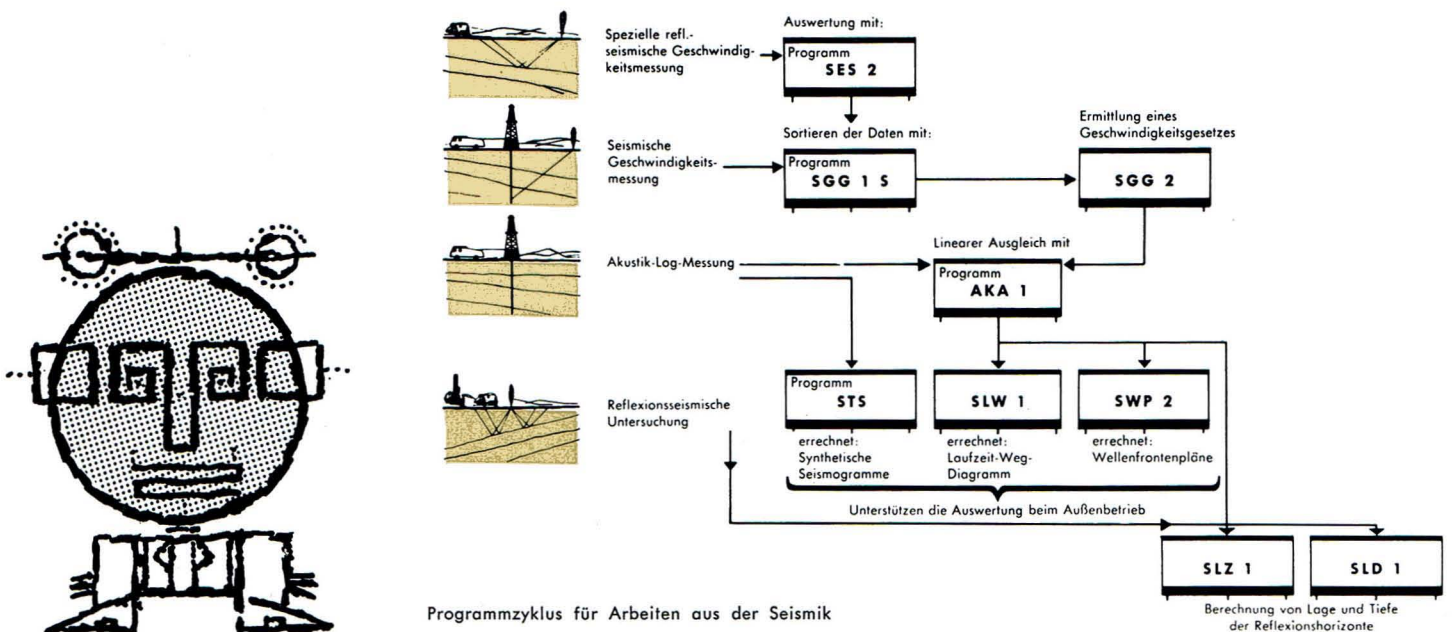 Spezielle refl.-
seismische Geschwindig-
keitsmessung
Auswertung mit:
Programm
SES 2
Seismische
Geschwindigkeits-
messung
Sortieren der Daten mit:
Programm
SGG 1 S
Ermittlung eines
Geschwindigkeitsgesetzes
SGG 2
Akustik-Log-Messung
Linearer Ausgleich mit
Programm
AKA 1
Reflexionsseismische
Untersuchung
Programm
STS
errechnet:
Synthetische
Seismogramme
SLW 1
errechnet:
Laufzeit-Weg-
Diagramm
SWP 2
errechnet:
Wellenfrontenpläne
Unterstützen die Auswertung beim Außenbetrieb
SLZ 1
SLD 1
Berechnung von Lage und Tiefe
der Reflexionshorizonte
Programmzyklus für Arbeiten aus der Seismik